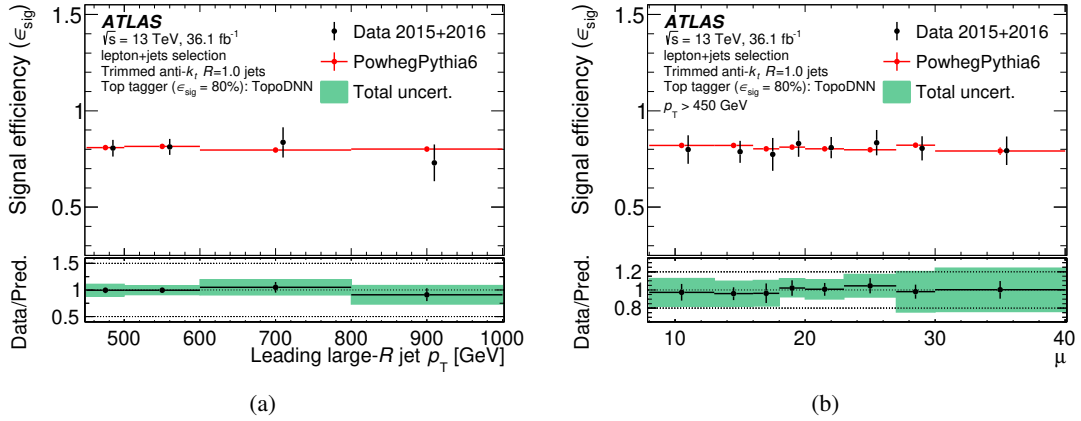 ATLAS
√s = 13 TeV, 36.1 fb⁻¹
lepton+jets selection
Trimmed anti-kₜ R=1.0 jets
Top tagger (ϵsig = 80%): TopoDNN
Data 2015+2016
PowhegPythia6
Total uncert.
Signal efficiency (ϵsig)
1.5
1
0.5
Data/Pred.
1.5
1.0
0.5
500 600 700 800 900 1000
Leading large-R jet pT [GeV]
(a)
ATLAS
√s = 13 TeV, 36.1 fb⁻¹
lepton+jets selection
Trimmed anti-kₜ R=1.0 jets
Top tagger (ϵsig = 80%): TopoDNN
pT > 450 GeV
Data 2015+2016
PowhegPythia6
Total uncert.
Signal efficiency (ϵsig)
1.5
1
0.5
Data/Pred.
1.2
1.0
0.8
10 20 30 40
μ
(b)